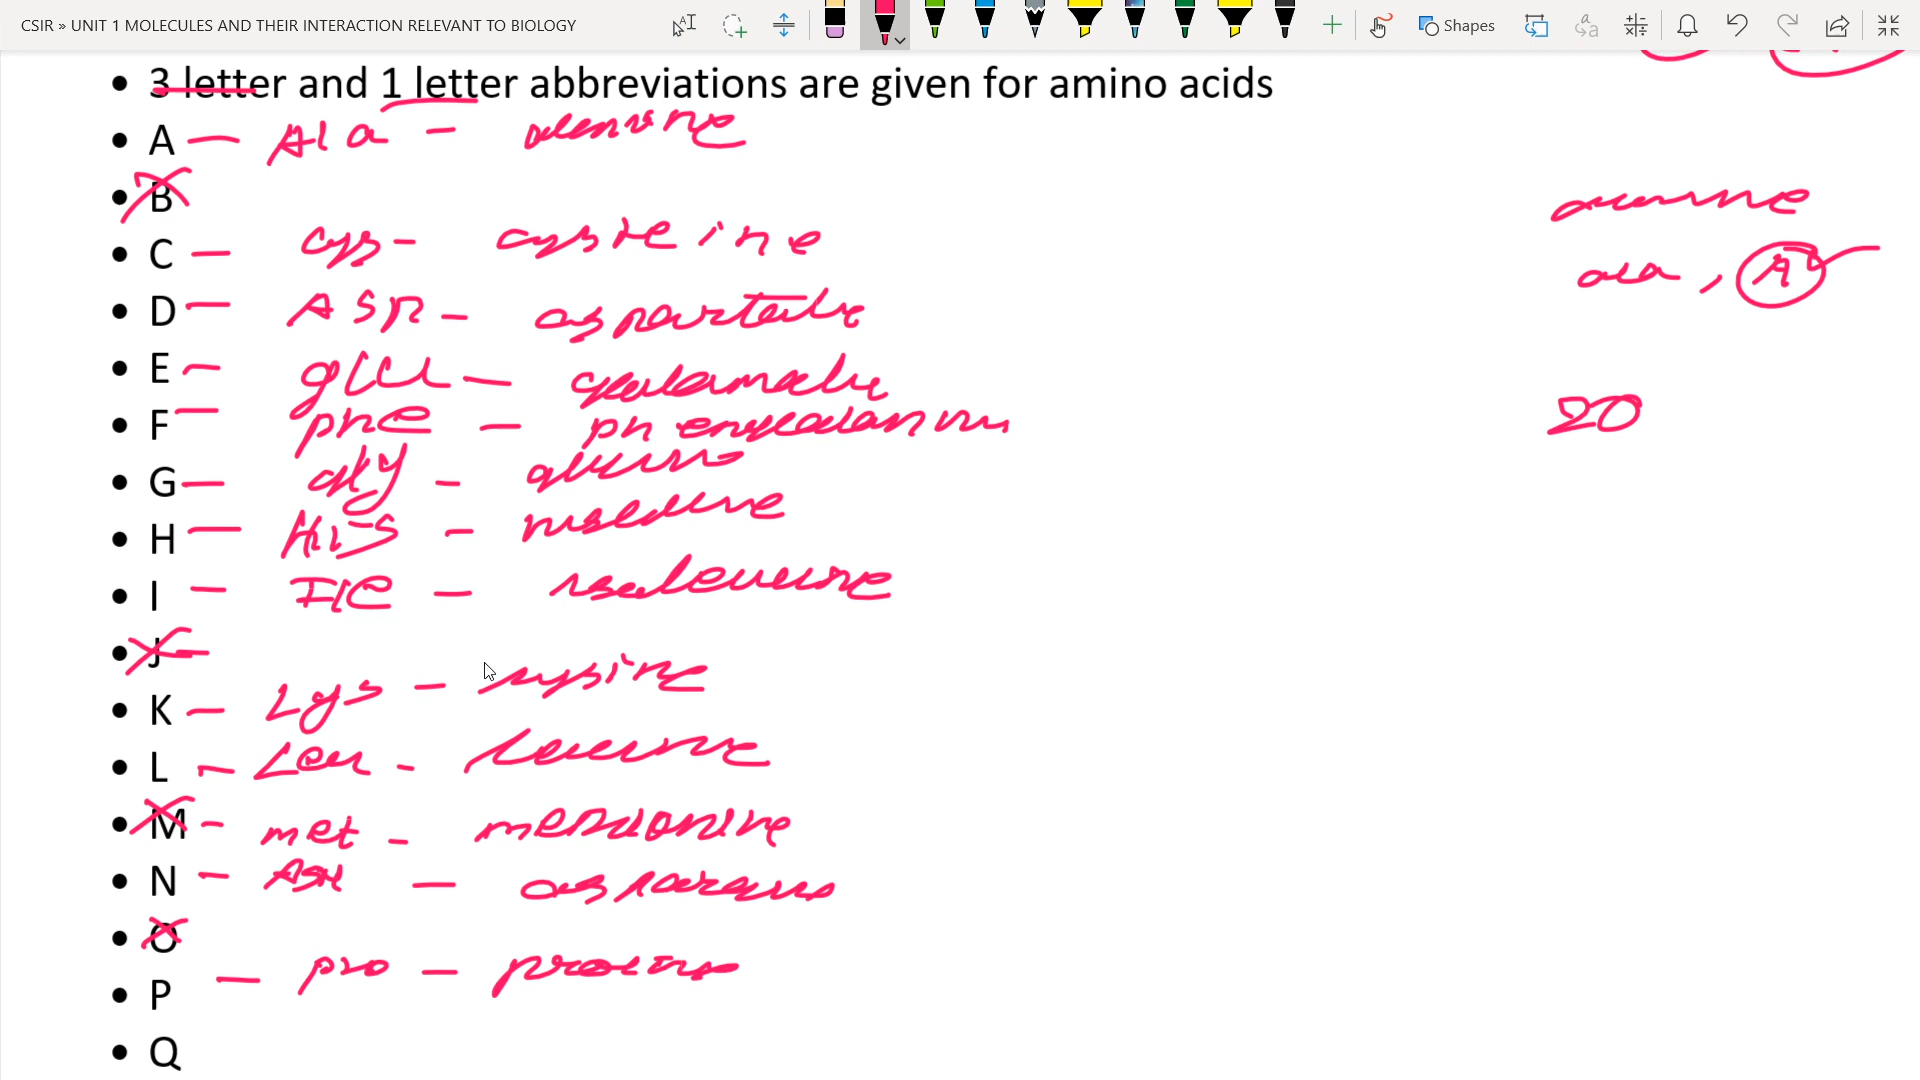 CSIR » UNIT 1 MOLECULES AND THEIR INTERACTION RELEVANT TO BIOLOGY
Shapes
• 3 letter and 1 letter abbreviations are given for amino acids
• A — Ala — alanine
• B
alanine
• C — cys - cysteine
ala, A
• D — ASP - aspartate
• E — glu — glutamate
20
• F — phe — phenylalanine
• G — gly -
• H — His - histidine
• I — Ile - isoleucine
• J
• K — Lys - lysine
• L - Leu - leucine
• M - met - methionine
• N - ASN — asparagine
• O
• P — pro — proline
• Q